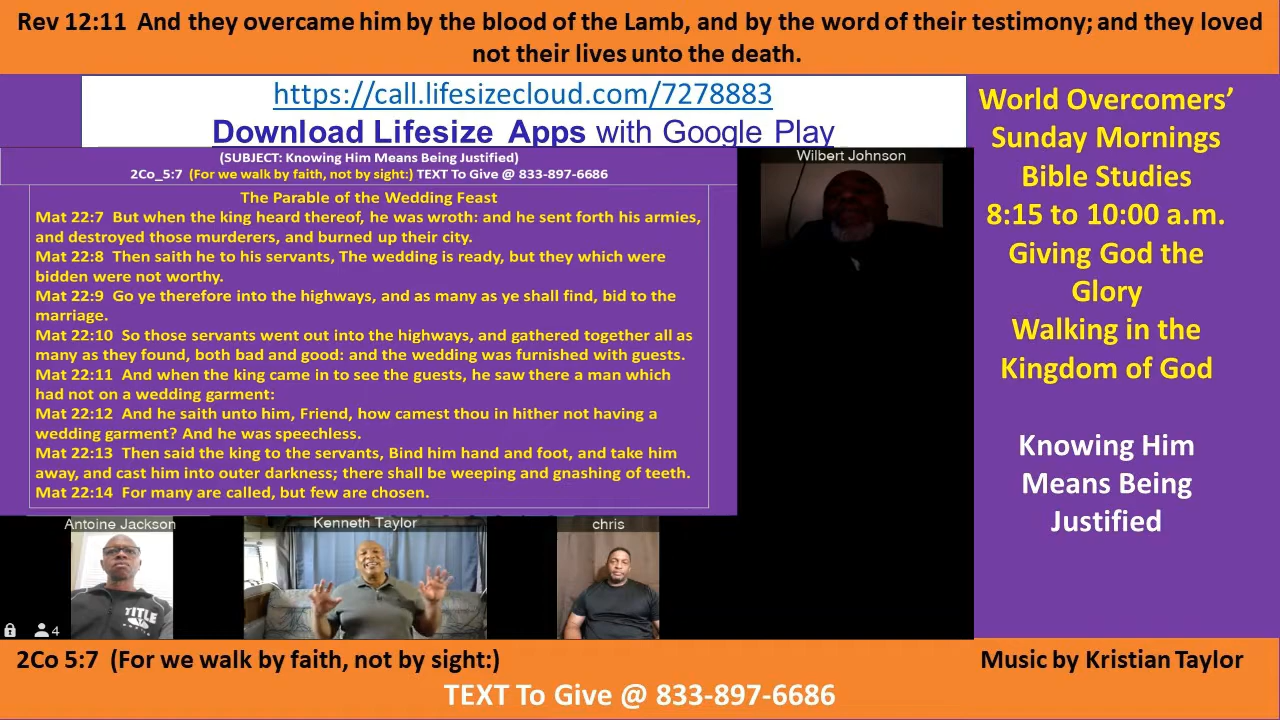 Rev 12:11  And they overcame him by the blood of the Lamb, and by the word of their testimony; and they loved
not their lives unto the death.
https://call.lifesizecloud.com/7278883
Download Lifesize Apps with Google Play
(SUBJECT: Knowing Him Means Being Justified)
2Co_5:7  (For we walk by faith, not by sight:) TEXT To Give @ 833-897-6686
The Parable of the Wedding Feast
Mat 22:7  But when the king heard thereof, he was wroth: and he sent forth his armies,
and destroyed those murderers, and burned up their city.
Mat 22:8  Then saith he to his servants, The wedding is ready, but they which were
bidden were not worthy.
Mat 22:9  Go ye therefore into the highways, and as many as ye shall find, bid to the
marriage.
Mat 22:10  So those servants went out into the highways, and gathered together all as
many as they found, both bad and good: and the wedding was furnished with guests.
Mat 22:11  And when the king came in to see the guests, he saw there a man which
had not on a wedding garment:
Mat 22:12  And he saith unto him, Friend, how camest thou in hither not having a
wedding garment? And he was speechless.
Mat 22:13  Then said the king to the servants, Bind him hand and foot, and take him
away, and cast him into outer darkness; there shall be weeping and gnashing of teeth.
Mat 22:14  For many are called, but few are chosen.
Wilbert Johnson
Antoine Jackson
Kenneth Taylor
chris
TITLE
4
World Overcomers’
Sunday Mornings
Bible Studies
8:15 to 10:00 a.m.
Giving God the
Glory
Walking in the
Kingdom of God
Knowing Him
Means Being
Justified
2Co 5:7  (For we walk by faith, not by sight:)
Music by Kristian Taylor
TEXT To Give @ 833-897-6686